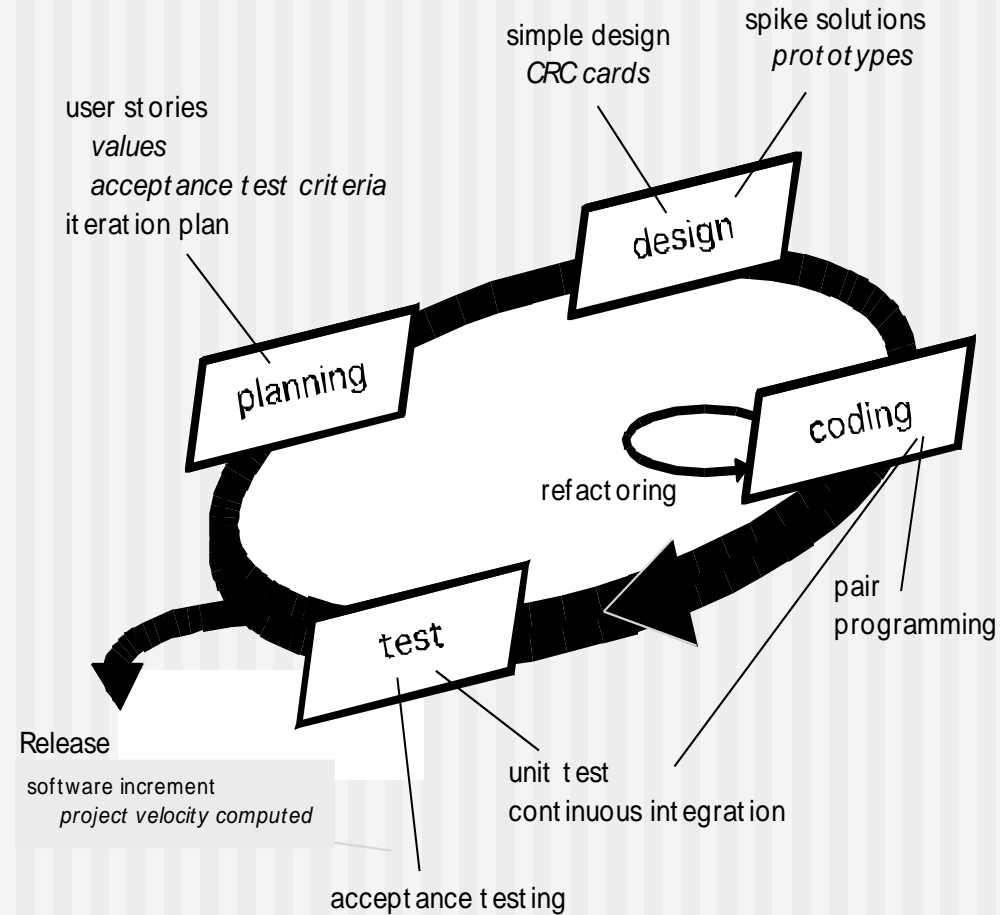 simple design
CRC cards
spike solutions
prototypes
user stories
values
acceptance test criteria
iteration plan
design
planning
coding
refactoring
test
pair
programming
Release
software increment
project velocity computed
unit test
continuous integration
acceptance testing